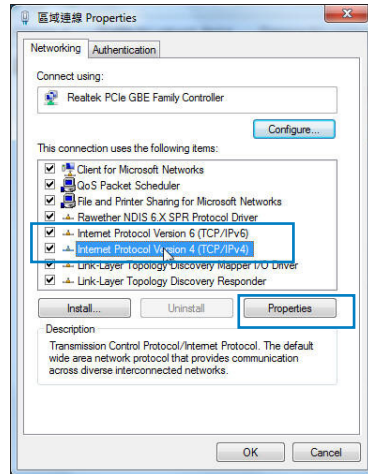 區域連線 Properties
Networking
Authentication
Connect using:
Realtek PCIe GBE Family Controller
Configure...
This connection uses the following items:
Client for Microsoft Networks
QoS Packet Scheduler
File and Printer Sharing for Microsoft Networks
Rawether NDIS 6.X SPR Protocol Driver
Internet Protocol Version 6 (TCP/IPv6)
Internet Protocol Version 4 (TCP/IPv4)
Link-Layer Topology Discovery Mapper I/O Driver
Link-Layer Topology Discovery Responder
Install...
Uninstall
Properties
Description
Transmission Control Protocol/Internet Protocol. The default
wide area network protocol that provides communication
across diverse interconnected networks.
OK
Cancel